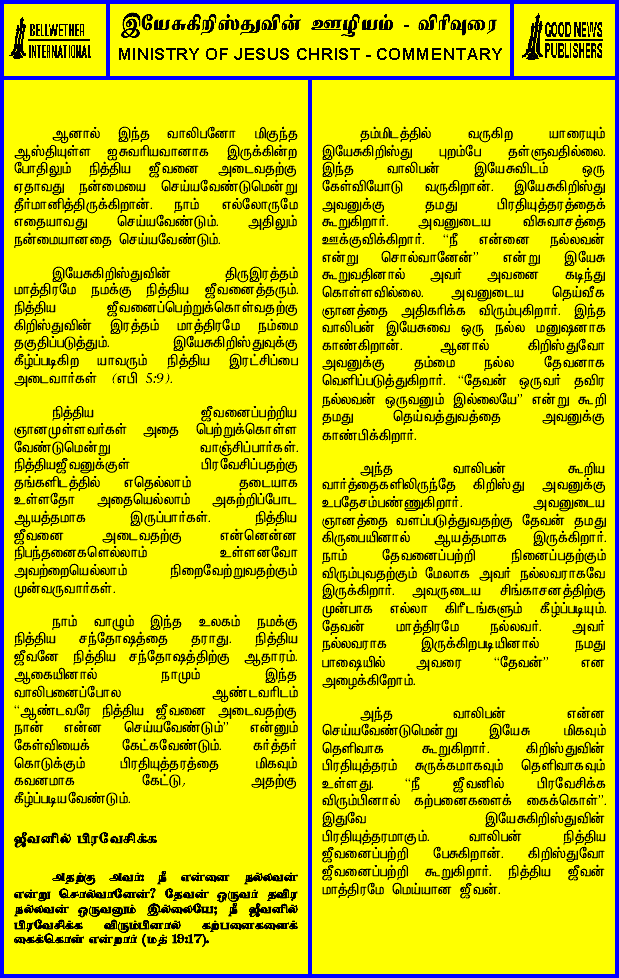 BELLWETHER
INTERNATIONAL
இயேசுகிறிஸ்துவின் ஊழியம் - விரிவுரை
MINISTRY OF JESUS CHRIST - COMMENTARY
GOOD NEWS
PUBLISHERS
ஆனால் இந்த வாலிபனோ மிகுந்த
ஆஸ்தியுள்ள ஐசுவரியவானாக இருக்கின்ற
போதிலும் நித்திய ஜீவனை அடைவதற்கு
ஏதாவது நன்மையை செய்யவேண்டுமென்று
தீர்மானித்திருக்கிறான். நாம் எல்லோருமே
எதையாவது செய்யவேண்டும். அதிலும்
நன்மையானதை செய்யவேண்டும்.
இயேசுகிறிஸ்துவின் திருஇரத்தம்
மாத்திரமே நமக்கு நித்திய ஜீவனைத்தரும்.
நித்திய ஜீவனைப்பெற்றுக்கொள்வதற்கு
கிறிஸ்துவின் இரத்தம் மாத்திரமே நம்மை
தகுதிப்படுத்தும். இயேசுகிறிஸ்துவுக்கு
கீழ்ப்படிகிற யாவரும் நித்திய இரட்சிப்பை
அடைவார்கள் (எபி 5:9).
நித்திய ஜீவனைப்பற்றிய
ஞானமுள்ளவர்கள் அதை பெற்றுக்கொள்ள
வேண்டுமென்று வாஞ்சிப்பார்கள்.
நித்தியஜீவனுக்குள் பிரவேசிப்பதற்கு
தங்களிடத்தில் எதெல்லாம் தடையாக
உள்ளதோ அதையெல்லாம் அகற்றிப்போட
ஆயத்தமாக இருப்பார்கள். நித்திய
ஜீவனை அடைவதற்கு என்னென்ன
நிபந்தனைகளெல்லாம் உள்ளனவோ
அவற்றையெல்லாம் நிறைவேற்றுவதற்கும்
முன்வருவார்கள்.
நாம் வாழும் இந்த உலகம் நமக்கு
நித்திய சந்தோஷத்தை தராது. நித்திய
ஜீவனே நித்திய சந்தோஷத்திற்கு ஆதாரம்.
ஆகையினால் நாமும் இந்த
வாலிபனைப்போல ஆண்டவரிடம்
“ஆண்டவரே நித்திய ஜீவனை அடைவதற்கு
நான் என்ன செய்யவேண்டும்” என்னும்
கேள்வியைக் கேட்கவேண்டும். கர்த்தர்
கொடுக்கும் பிரதியுத்தரத்தை மிகவும்
கவனமாக கேட்டு, அதற்கு
கீழ்ப்படியவேண்டும்.
ஜீவனில் பிரவேசிக்க
அதற்கு அவர்: நீ என்னை நல்லவன்
என்று சொல்வானேன்? தேவன் ஒருவர் தவிர
நல்லவன் ஒருவனும் இல்லையே; நீ ஜீவனில்
பிரவேசிக்க விரும்பினால் கற்பனைகளைக்
கைக்கொள் என்றார் (மத் 19:17).
தம்மிடத்தில் வருகிற யாரையும்
இயேசுகிறிஸ்து புறம்பே தள்ளுவதில்லை.
இந்த வாலிபன் இயேசுவிடம் ஒரு
கேள்வியோடு வருகிறான். இயேசுகிறிஸ்து
அவனுக்கு தமது பிரதியுத்தரத்தைக்
கூறுகிறார். அவனுடைய விசுவாசத்தை
ஊக்குவிக்கிறார். “நீ என்னை நல்லவன்
என்று சொல்வானேன்” என்று இயேசு
கூறுவதினால் அவர் அவனை கடிந்து
கொள்ளவில்லை. அவனுடைய தெய்வீக
ஞானத்தை அதிகரிக்க விரும்புகிறார். இந்த
வாலிபன் இயேசுவை ஒரு நல்ல மனுஷனாக
காண்கிறான். ஆனால் கிறிஸ்துவோ
அவனுக்கு தம்மை நல்ல தேவனாக
வெளிப்படுத்துகிறார். “தேவன் ஒருவர் தவிர
நல்லவன் ஒருவனும் இல்லையே” என்று கூறி
தமது தெய்வத்துவத்தை அவனுக்கு
காண்பிக்கிறார்.
அந்த வாலிபன் கூறிய
வார்த்தைகளிலிருந்தே கிறிஸ்து அவனுக்கு
உபதேசம்பண்ணுகிறார். அவனுடைய
ஞானத்தை வளப்படுத்துவதற்கு தேவன் தமது
கிருபையினால் ஆயத்தமாக இருக்கிறார்.
நாம் தேவனைப்பற்றி நினைப்பதற்கும்
விரும்புவதற்கும் மேலாக அவர் நல்லவராகவே
இருக்கிறார். அவருடைய சிங்காசனத்திற்கு
முன்பாக எல்லா கிரீடங்களும் கீழ்ப்படியும்.
தேவன் மாத்திரமே நல்லவர். அவர்
நல்லவராக இருக்கிறபடியினால் நமது
பாஷையில் அவரை “தேவன்” என
அழைக்கிறோம்.
அந்த வாலிபன் என்ன
செய்யவேண்டுமென்று இயேசு மிகவும்
தெளிவாக கூறுகிறார். கிறிஸ்துவின்
பிரதியுத்தரம் சுருக்கமாகவும் தெளிவாகவும்
உள்ளது. “நீ ஜீவனில் பிரவேசிக்க
விரும்பினால் கற்பனைகளைக் கைக்கொள்”.
இதுவே இயேசுகிறிஸ்துவின்
பிரதியுத்தரமாகும். வாலிபன் நித்திய
ஜீவனைப்பற்றி பேசுகிறான். கிறிஸ்துவோ
ஜீவனைப்பற்றி கூறுகிறார். நித்திய ஜீவன்
மாத்திரமே மெய்யான ஜீவன்.